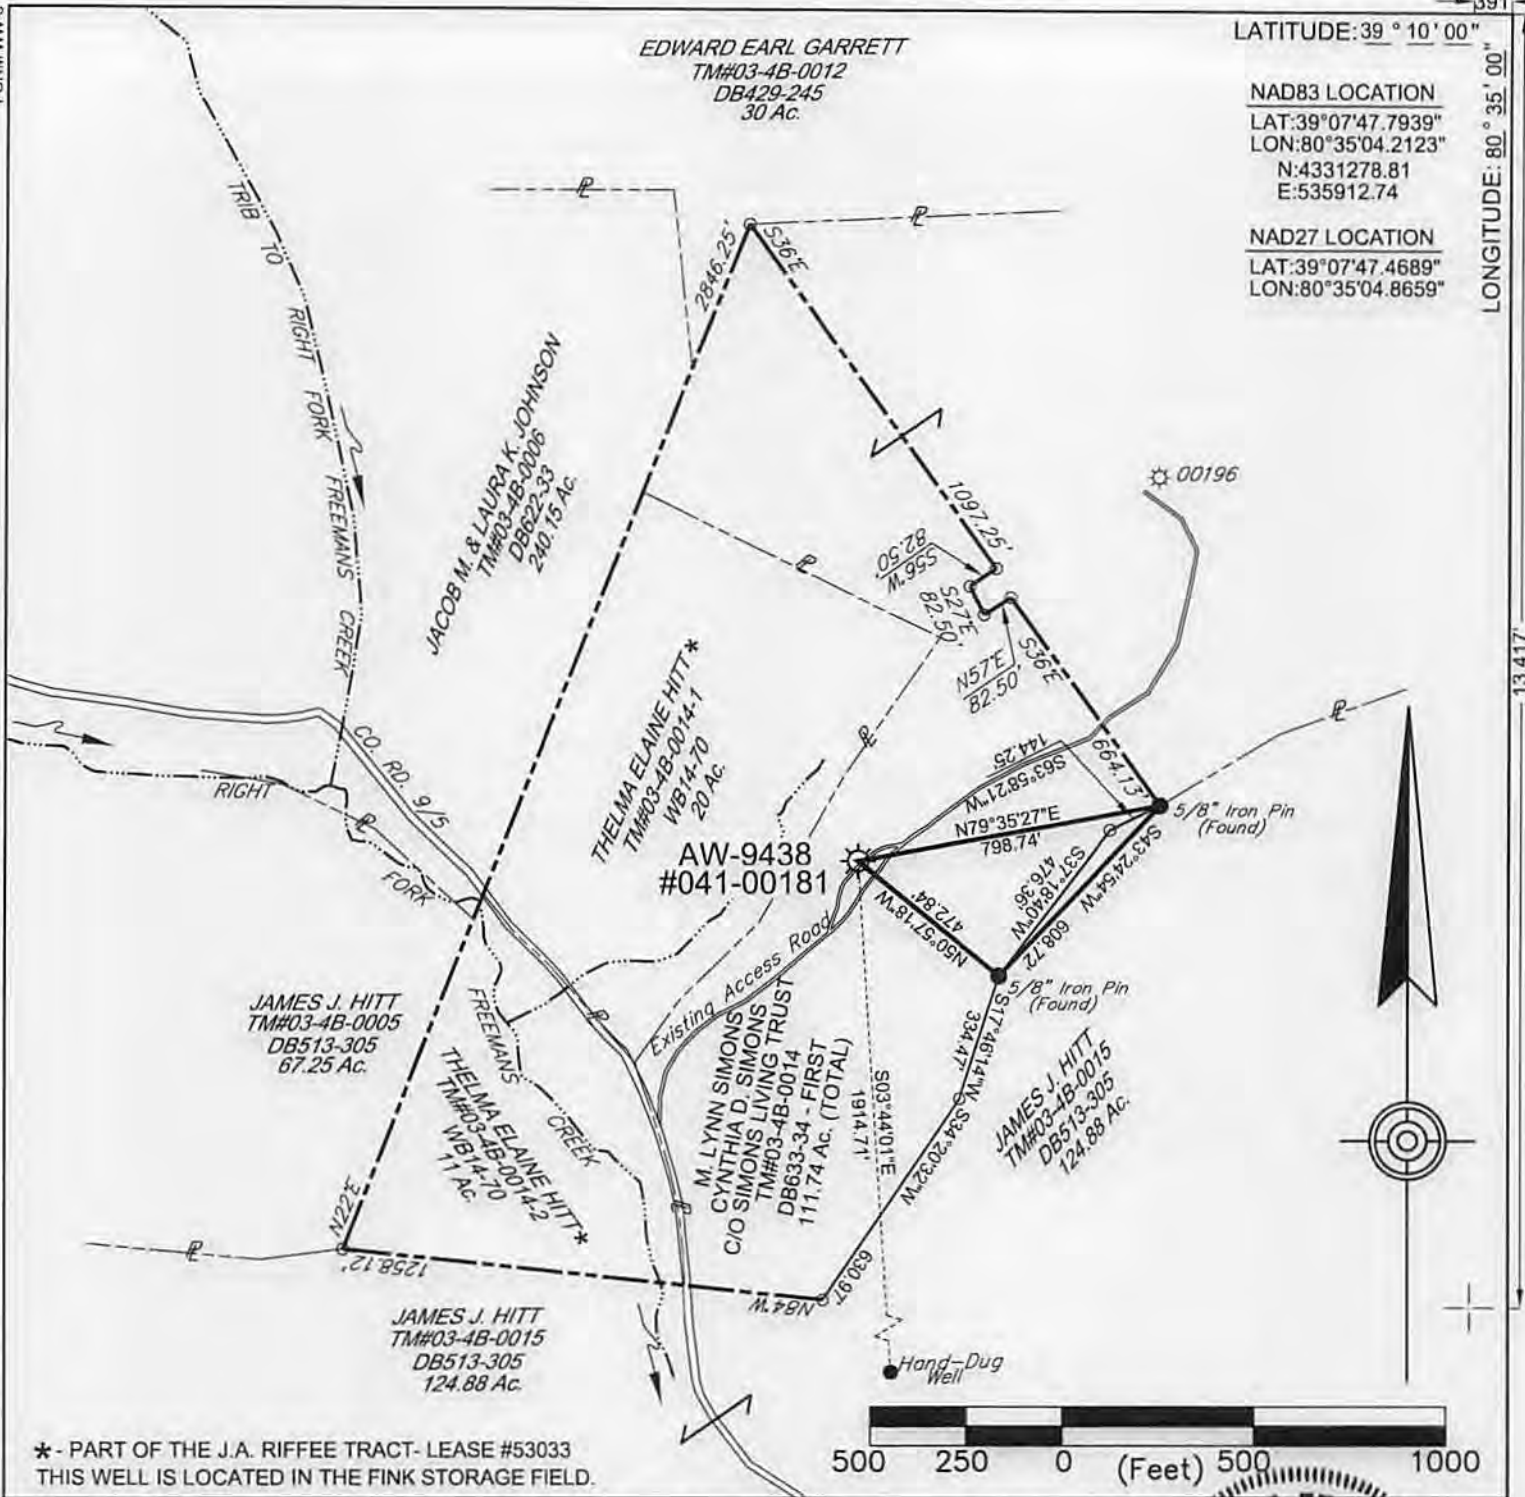 391
LATITUDE: 39 ° 10 ' 00"
LONGITUDE: 80 ° 35 ' 00"
NAD83 LOCATION
LAT:39°07'47.7939"
LON:80°35'04.2123"
N:4331278.81
E:535912.74
NAD27 LOCATION
LAT:39°07'47.4689"
LON:80°35'04.8659"
13,417'
EDWARD EARL GARRETT
TM#03-4B-0012
DB429-245
30 Ac.
TRIB TO RIGHT FORK FREEMANS CREEK
2846.25'
S36°E
1097.25'
JACOB M. & LAURA K. JOHNSON
TM#03-4B-0006
DB622-33
240.15 Ac.
00196
S56°W
82.50'
S27°E
82.50'
N57°E
82.50'
S36°E
664.13'
THELMA ELAINE HITT*
TM#03-4B-0014-1
WB14-70
20 Ac.
CO. RD. 9/5
RIGHT
FORK
FREEMANS
CREEK
144.25'
S63°58'21"W
N79°35'27"E
798.74'
5/8" Iron Pin
(Found)
AW-9438
#041-00181
S37°18'40"W
476.36'
S43°24'54"W
608.72'
N50°57'18"W
472.84'
5/8" Iron Pin
(Found)
Existing Access Road
JAMES J. HITT
TM#03-4B-0005
DB513-305
67.25 Ac.
THELMA ELAINE HITT*
TM#03-4B-0014-2
WB14-70
11 Ac.
M. LYNN SIMONS
CYNTHIA D. SIMONS
C/O SIMONS LIVING TRUST
TM#03-4B-0014
DB633-34 - FIRST
111.74 Ac. (TOTAL)
S03°44'01"E
1914.71'
S17°46'14"W
334.47'
S34°20'32"W
630.97'
JAMES J. HITT
TM#03-4B-0015
DB513-305
124.88 Ac.
N22°E
1258.12'
N84°W
JAMES J. HITT
TM#03-4B-0015
DB513-305
124.88 Ac.
Hand-Dug
Well
* - PART OF THE J.A. RIFFEE TRACT- LEASE #53033
THIS WELL IS LOCATED IN THE FINK STORAGE FIELD.
500 250 0 (Feet) 500 1000